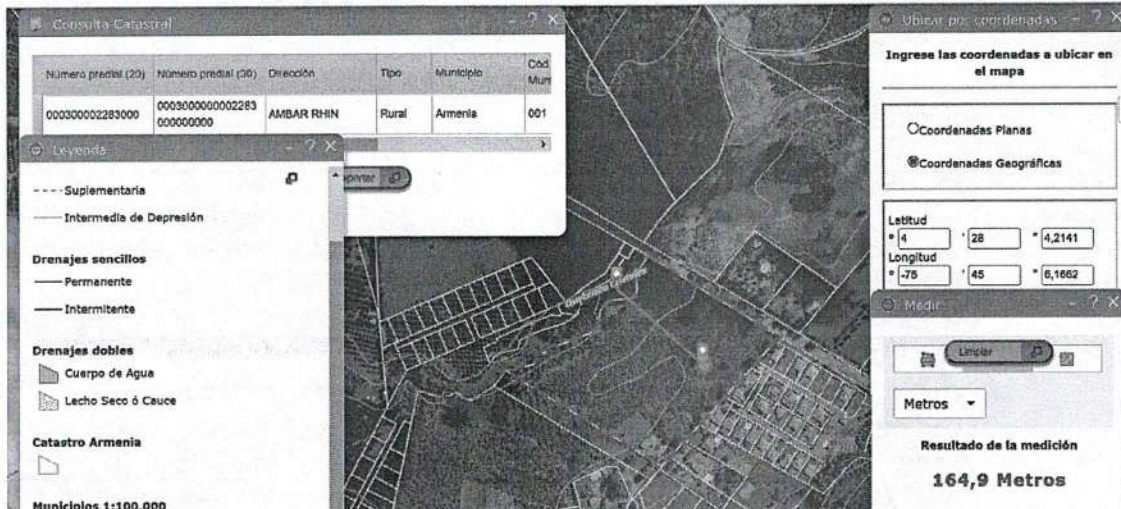 Consulta Catastral
Número predial (20) Número predial (30) Dirección Tipo Municipio Cód
Mun
000300002283000 0003000000002283
000000000 AMBAR RHIN Rural Armenia 001
Leyenda
Suplementaria
Intermedia de Depresión
Drenajes sencillos
Permanente
Intermitente
Drenajes dobles
Cuerpo de Agua
Lecho Seco ó Cauce
Catastro Armenia
Municipios 1:100.000
Quebrada
Ubicar por coordenadas
Ingrese las coordenadas a ubicar en
el mapa
Coordenadas Planas
Coordenadas Geográficas
Latitud
° 4 ' 28 " 4,2141
Longitud
° -75 ' 45 " 6,1662
Medir
Limpiar
Metros
Resultado de la medición
164,9 Metros